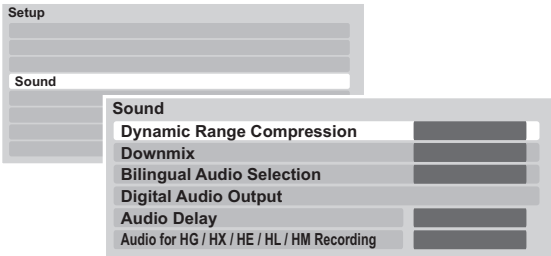 Setup
Sound
Sound
Dynamic Range Compression
Downmix
Bilingual Audio Selection
Digital Audio Output
Audio Delay
Audio for HG / HX / HE / HL / HM Recording